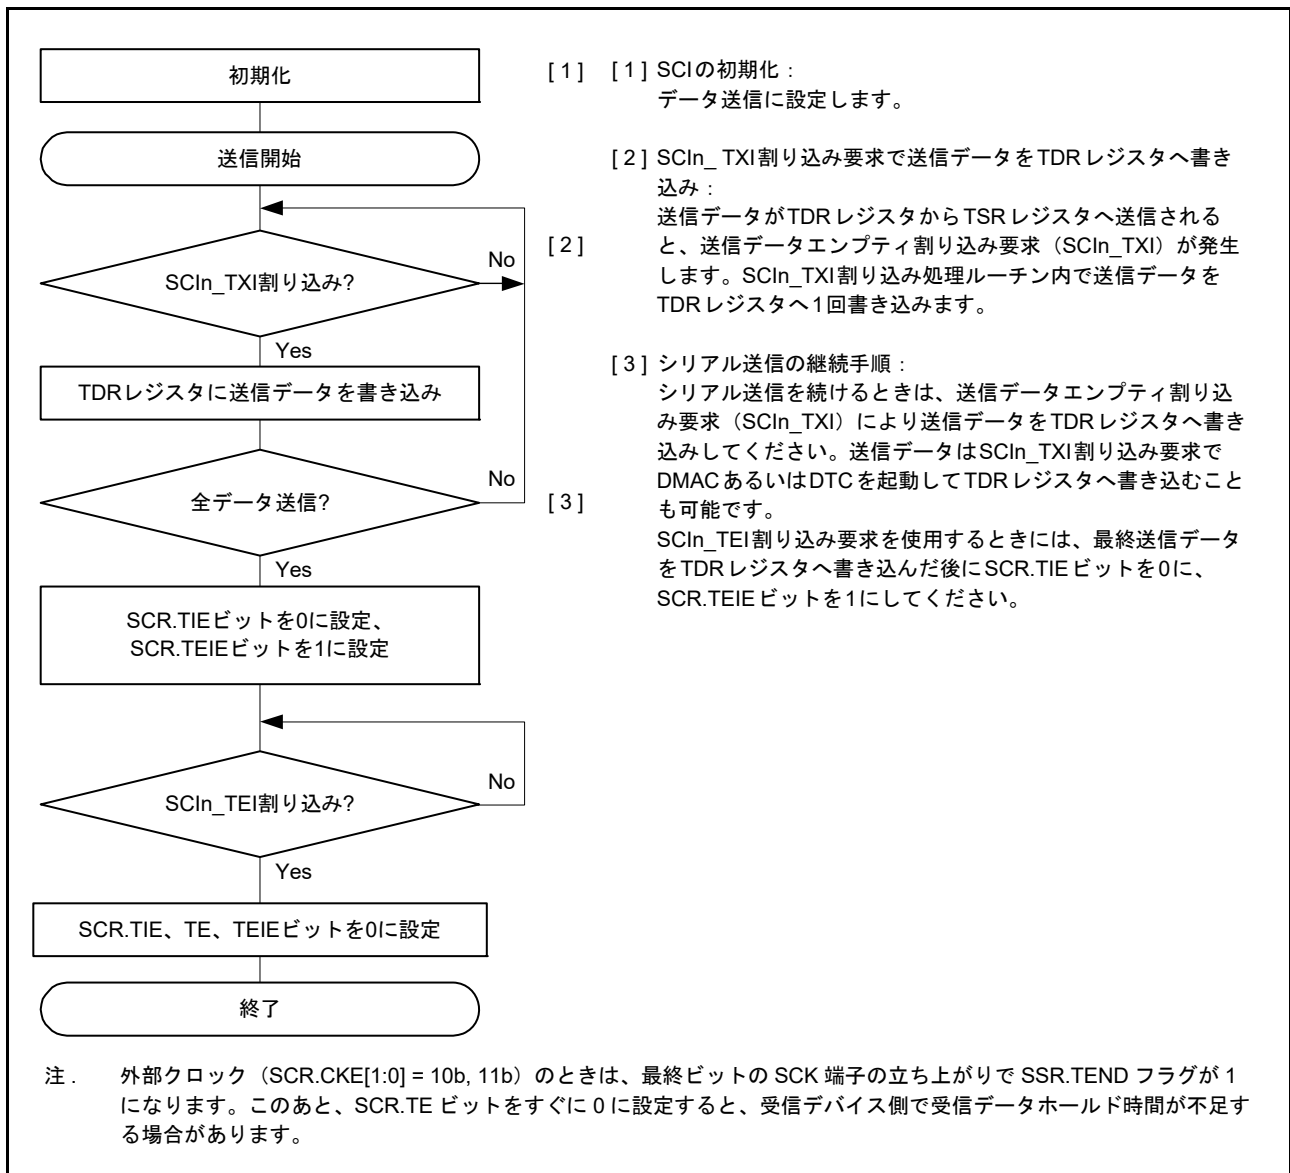 初期化
送信開始
No
SCIn_TXI割り込み?
Yes
TDRレジスタに送信データを書き込み
No
全データ送信?
Yes
SCR.TIEビットを0に設定、
SCR.TEIEビットを1に設定
No
SCIn_TEI割り込み?
Yes
SCR.TIE、TE、TEIEビットを0に設定
終了
[ 1 ]
[ 2 ]
[ 3 ]
[ 1 ] SCIの初期化：
データ送信に設定します。
[ 2 ] SCIn_ TXI割り込み要求で送信データをTDRレジスタへ書き
込み：
送信データがTDRレジスタからTSRレジスタへ送信される
と、送信データエンプティ割り込み要求（SCIn_TXI）が発生
します。SCIn_TXI割り込み処理ルーチン内で送信データを
TDRレジスタへ1回書き込みます。
[ 3 ] シリアル送信の継続手順：
シリアル送信を続けるときは、送信データエンプティ割り込
み要求（SCIn_TXI）により送信データをTDRレジスタへ書き
込みしてください。送信データはSCIn_TXI割り込み要求で
DMACあるいはDTCを起動してTDRレジスタへ書き込むこと
も可能です。
SCIn_TEI割り込み要求を使用するときには、最終送信データ
をTDRレジスタへ書き込んだ後にSCR.TIEビットを0に、
SCR.TEIEビットを1にしてください。
注 . 外部クロック（SCR.CKE[1:0] = 10b, 11b）のときは、最終ビットの SCK 端子の立ち上がりで SSR.TEND フラグが 1
になります。このあと、SCR.TE ビットをすぐに 0 に設定すると、受信デバイス側で受信データホールド時間が不足す
る場合があります。